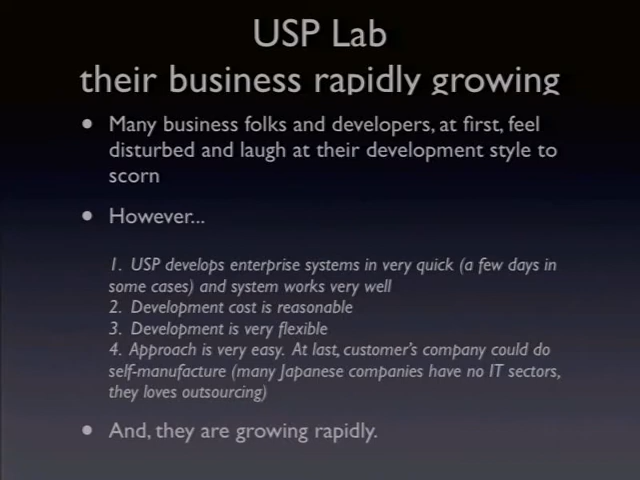 USP Lab
their business rapidly growing
• Many business folks and developers, at first, feel
disturbed and laugh at their development style to
scorn
• However...
1. USP develops enterprise systems in very quick (a few days in
some cases) and system works very well
2. Development cost is reasonable
3. Development is very flexible
4. Approach is very easy. At last, customer's company could do
self-manufacture (many Japanese companies have no IT sectors,
they loves outsourcing)
• And, they are growing rapidly.